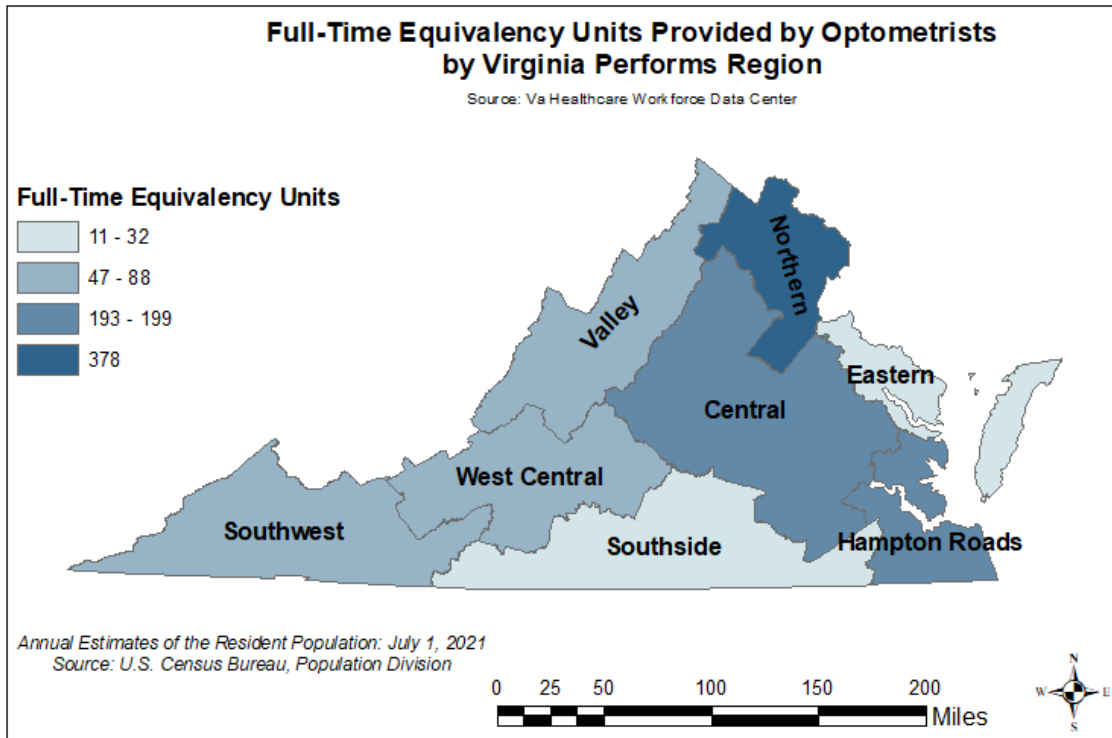 Full-Time Equivalency Units Provided by Optometrists
by Virginia Performs Region
Source: Va Healthcare Workforce Data Center
Full-Time Equivalency Units
11 - 32
47 - 88
193 - 199
378
Northern
Valley
Eastern
Central
West Central
Southwest
Southside
Hampton Roads
Annual Estimates of the Resident Population: July 1, 2021
Source: U.S. Census Bureau, Population Division
0 25 50 100 150 200
Miles
N
W E
S